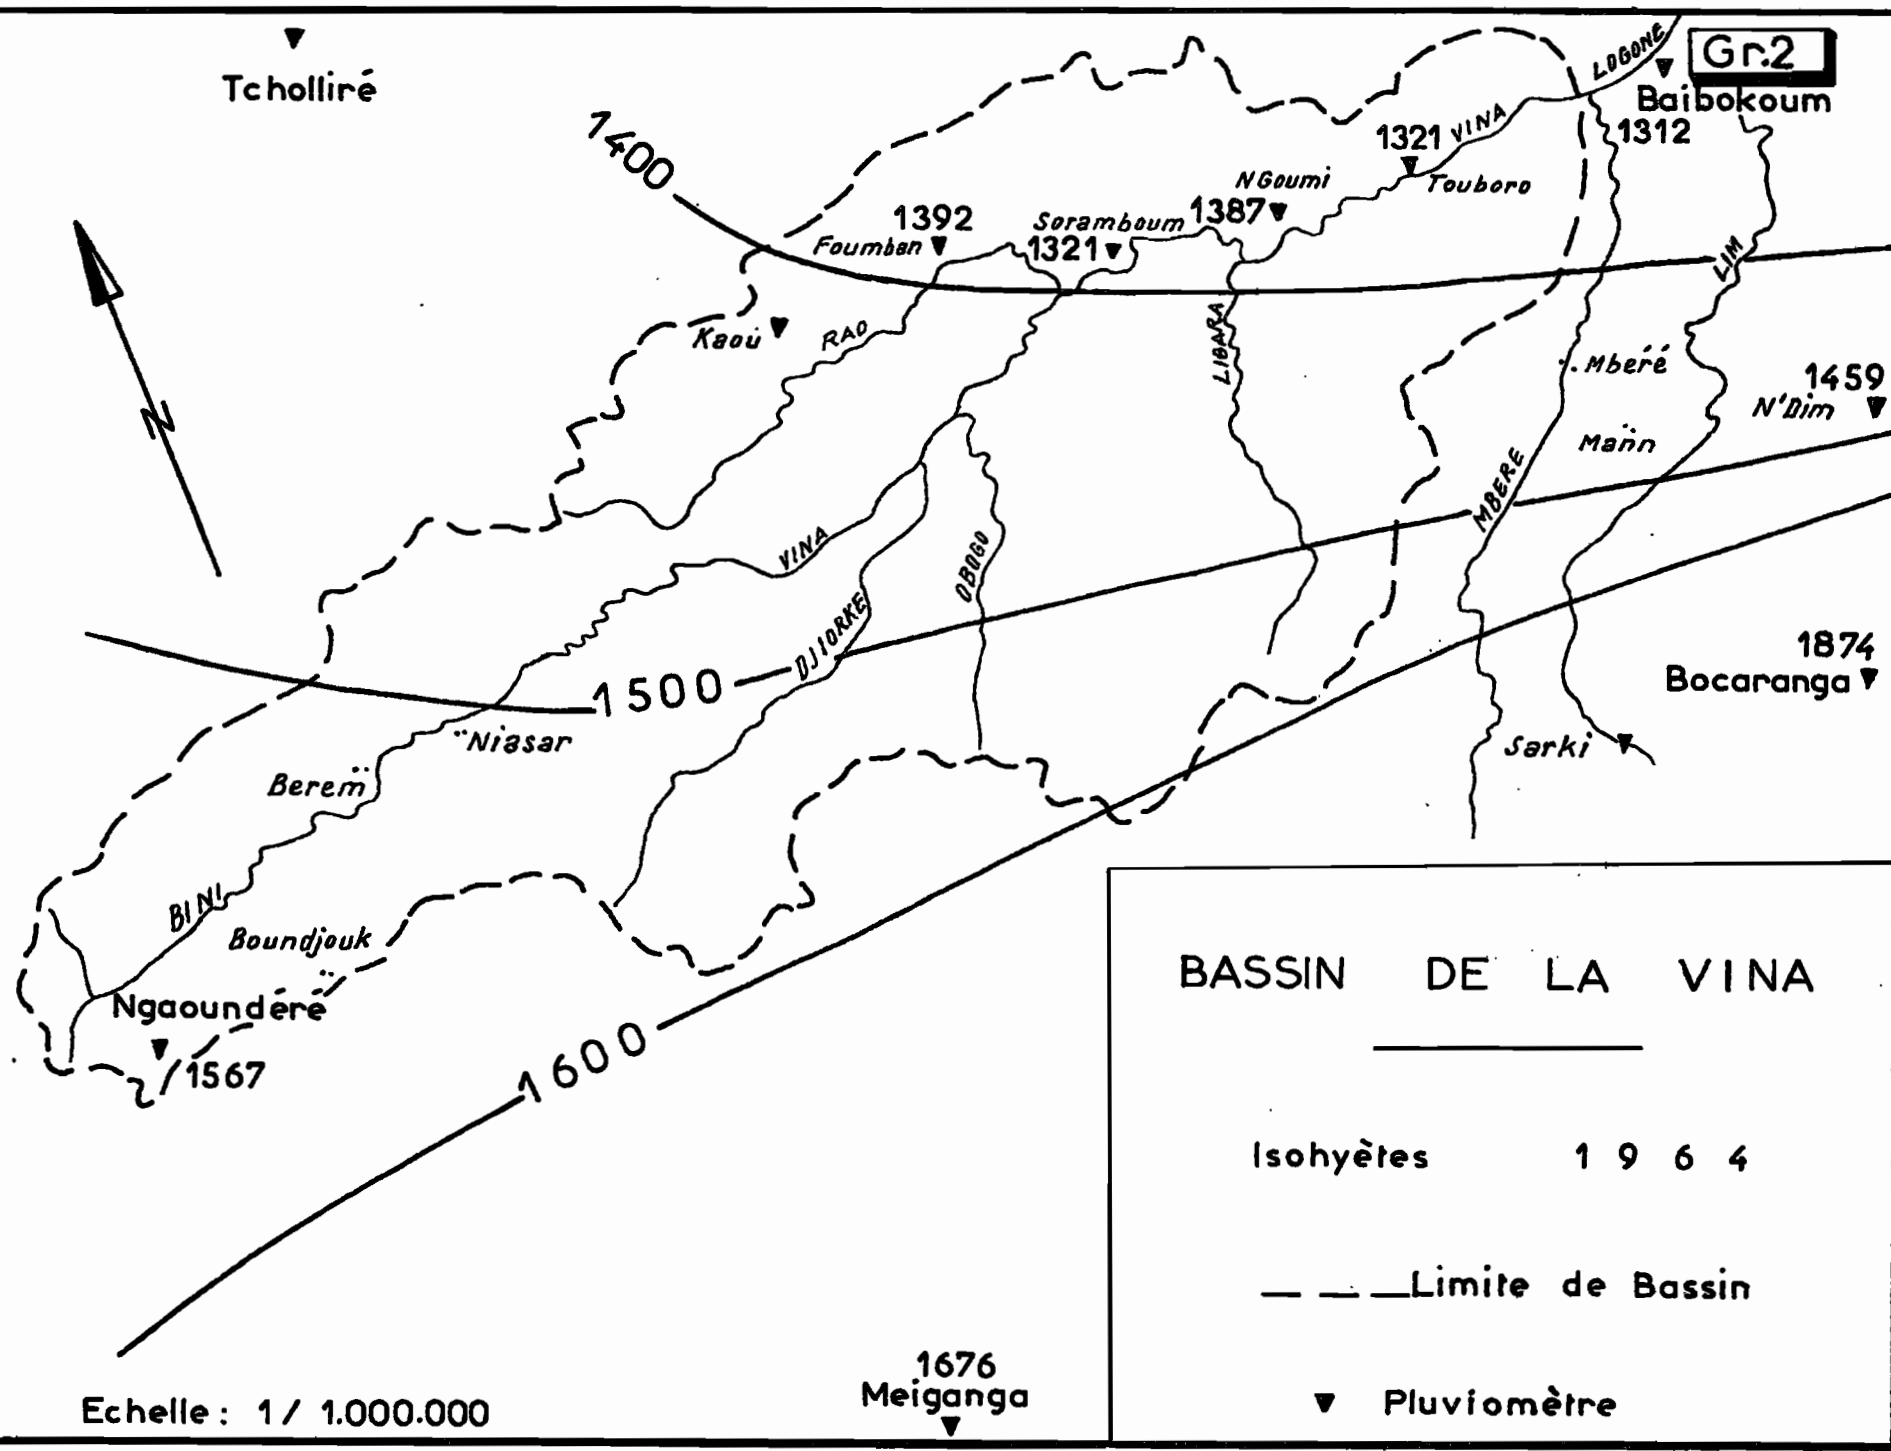 Gr.2
Tcholliré
LOGONE
Baibokoum
1312
1400
1321
VINA
Touboro
NGoumi
1387
Soramboum
1321
1392
Foumban
Kaoú
RAO
LIBARA
LIM
Mberé
1459
N'Dim
Mann
MBERE
N
VINA
OBOGO
DJIORKE
1500
1874
Bocaranga
Sarki
Niasar
Berem
BINI
Boundjouk
Ngaoundéré
1567
1600
BASSIN DE LA VINA
Isohyètes 1964
Limite de Bassin
Pluviomètre
1676
Meiganga
Echelle: 1/ 1.000.000